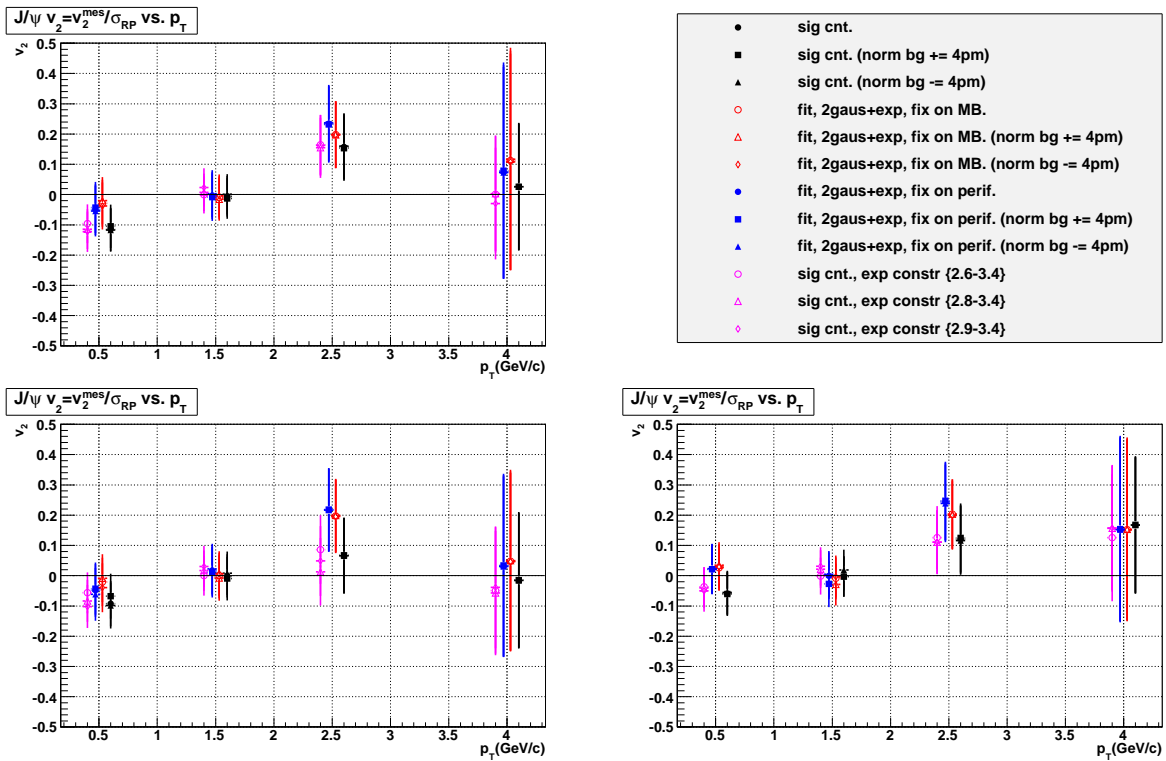 J/ψ v2=v2mes/σRP vs. pT
v2
0.5
0.4
0.3
0.2
0.1
0
-0.1
-0.2
-0.3
-0.4
-0.5
0.5 1 1.5 2 2.5 3 3.5 4
pT(GeV/c)
sig cnt.
sig cnt. (norm bg += 4pm)
sig cnt. (norm bg -= 4pm)
fit, 2gaus+exp, fix on MB.
fit, 2gaus+exp, fix on MB. (norm bg += 4pm)
fit, 2gaus+exp, fix on MB. (norm bg -= 4pm)
fit, 2gaus+exp, fix on perif.
fit, 2gaus+exp, fix on perif. (norm bg += 4pm)
fit, 2gaus+exp, fix on perif. (norm bg -= 4pm)
sig cnt., exp constr {2.6-3.4}
sig cnt., exp constr {2.8-3.4}
sig cnt., exp constr {2.9-3.4}
J/ψ v2=v2mes/σRP vs. pT
v2
0.5
0.4
0.3
0.2
0.1
0
-0.1
-0.2
-0.3
-0.4
-0.5
0.5 1 1.5 2 2.5 3 3.5 4
pT(GeV/c)
J/ψ v2=v2mes/σRP vs. pT
v2
0.5
0.4
0.3
0.2
0.1
0
-0.1
-0.2
-0.3
-0.4
-0.5
0.5 1 1.5 2 2.5 3 3.5 4
pT(GeV/c)